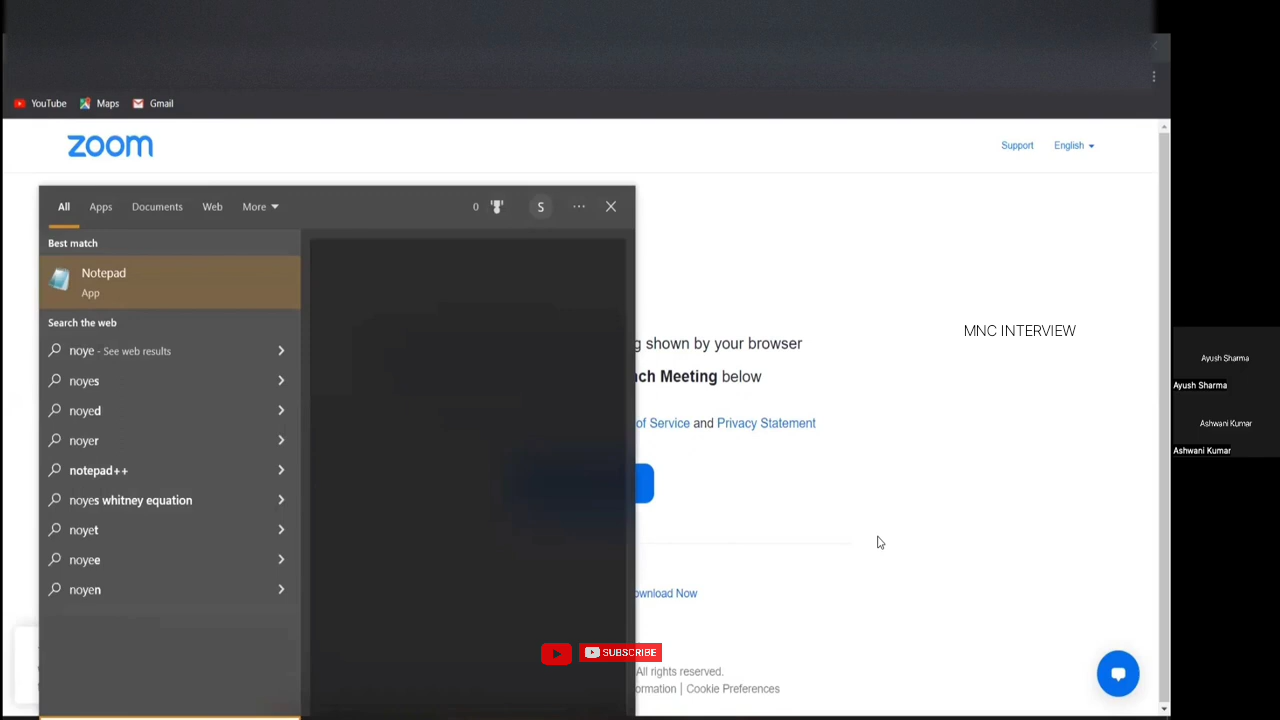 YouTube Maps Gmail
zoom
Support English
All Apps Documents Web More 0 S
Best match
Notepad
App
Search the web
noye - See web results
noyes
noyed
noyer
notepad++
noyes whitney equation
noyet
noyee
noyen
g shown by your browser
ch Meeting below
of Service and Privacy Statement
ownload Now
All rights reserved.
ormation | Cookie Preferences
SUBSCRIBE
MNC INTERVIEW
Ayush Sharma
Ayush Sharma
Ashwani Kumar
Ashwani Kumar